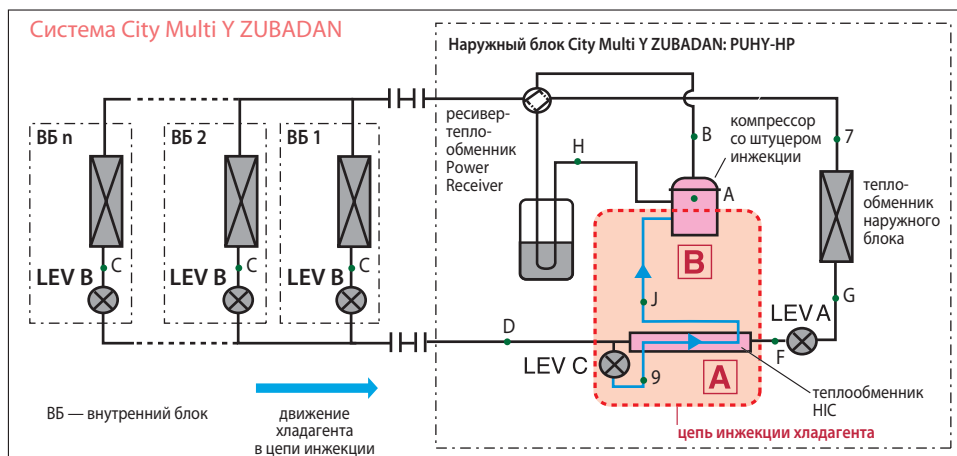 Система City Multi Y ZUBADAN
Наружный блок City Multi Y ZUBADAN: PUHY-HP
ресивер-
тепло-
обменник
Power
Receiver
B
компрессор
со штуцером
инжекции
7
ВБ n
ВБ 2
ВБ 1
H
A
тепло-
обменник
наружного
блока
B
LEV B
C
LEV B
C
LEV B
C
J
G
LEV A
D
F
LEV C
9
A
теплообменник
HIC
ВБ — внутренний блок
движение
хладагента
в цепи инжекции
цепь инжекции хладагента